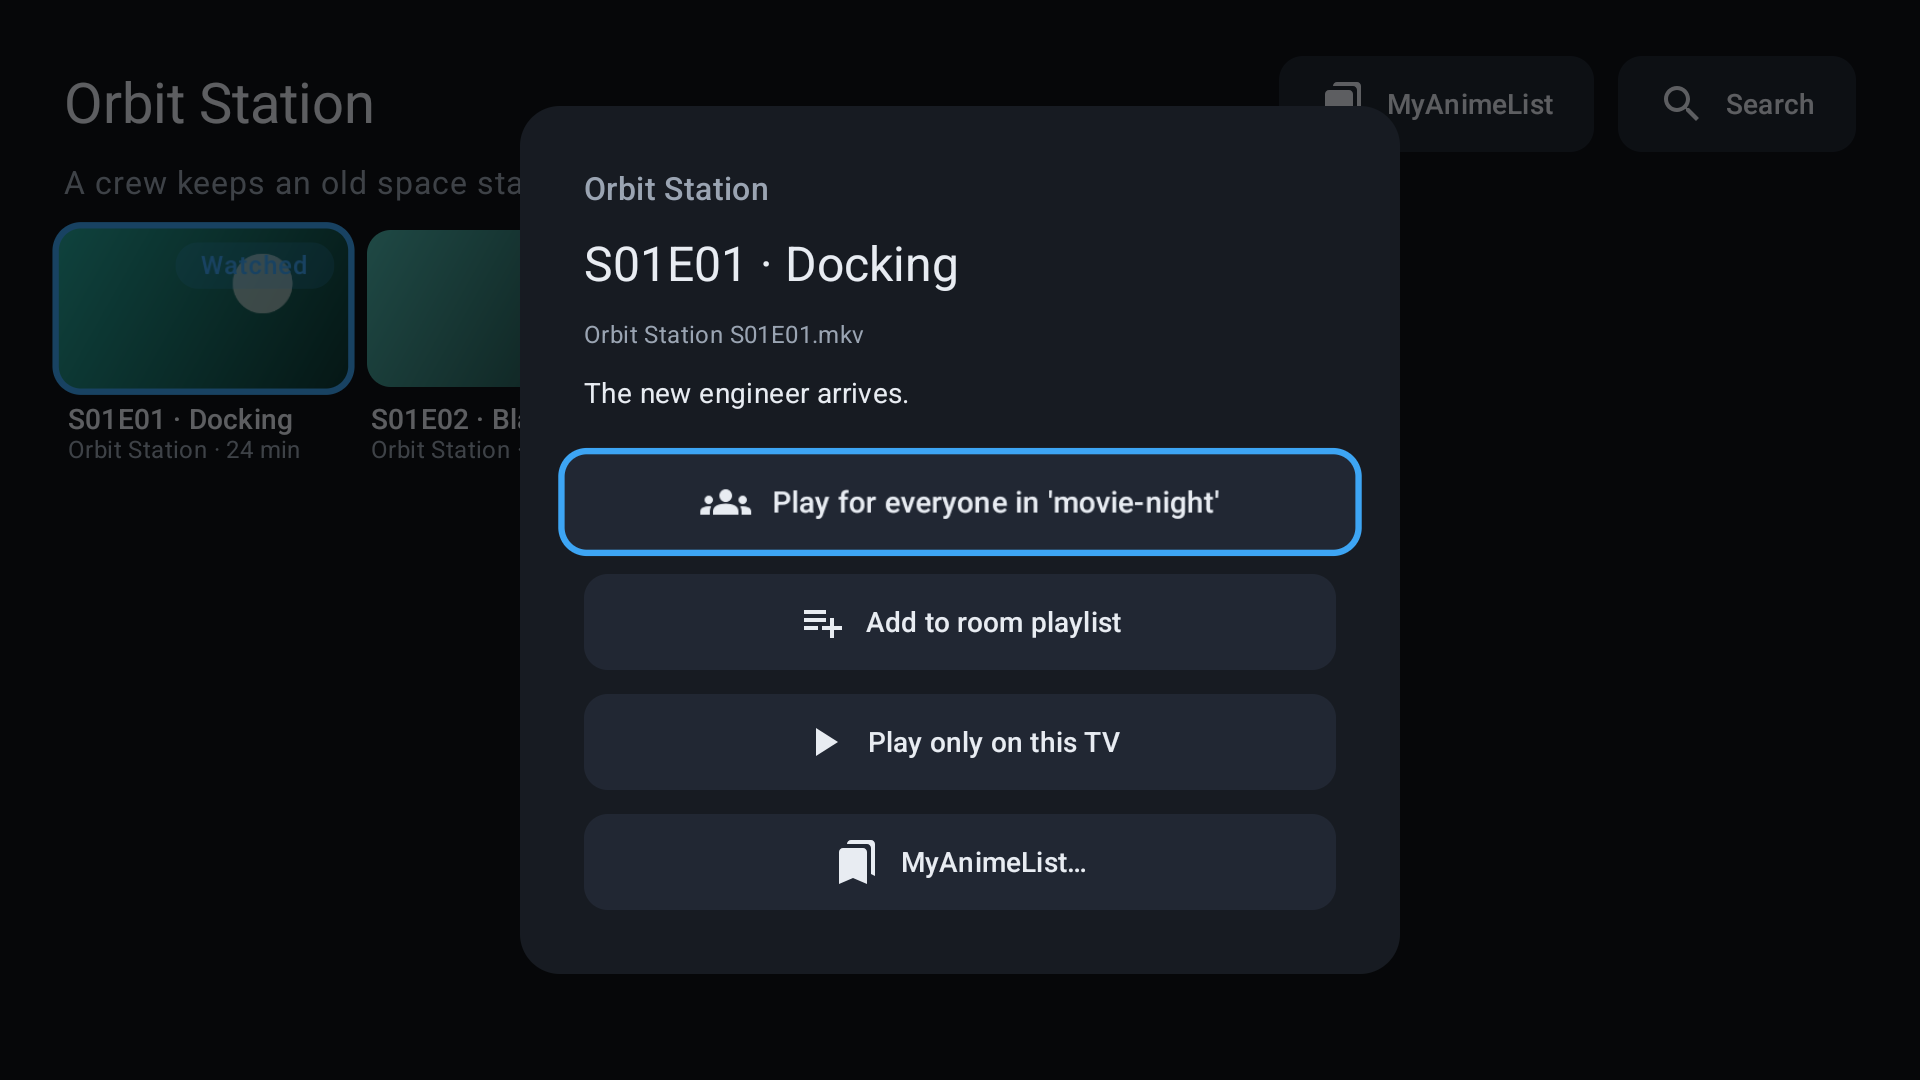 Orbit Station
MyAnimeList
Search
A crew keeps an old space sta
Watched
S01E01 · Docking
Orbit Station · 24 min
S01E02 · Bla
Orbit Station ·
Orbit Station
S01E01 · Docking
Orbit Station S01E01.mkv
The new engineer arrives.
Play for everyone in 'movie-night'
Add to room playlist
Play only on this TV
MyAnimeList…